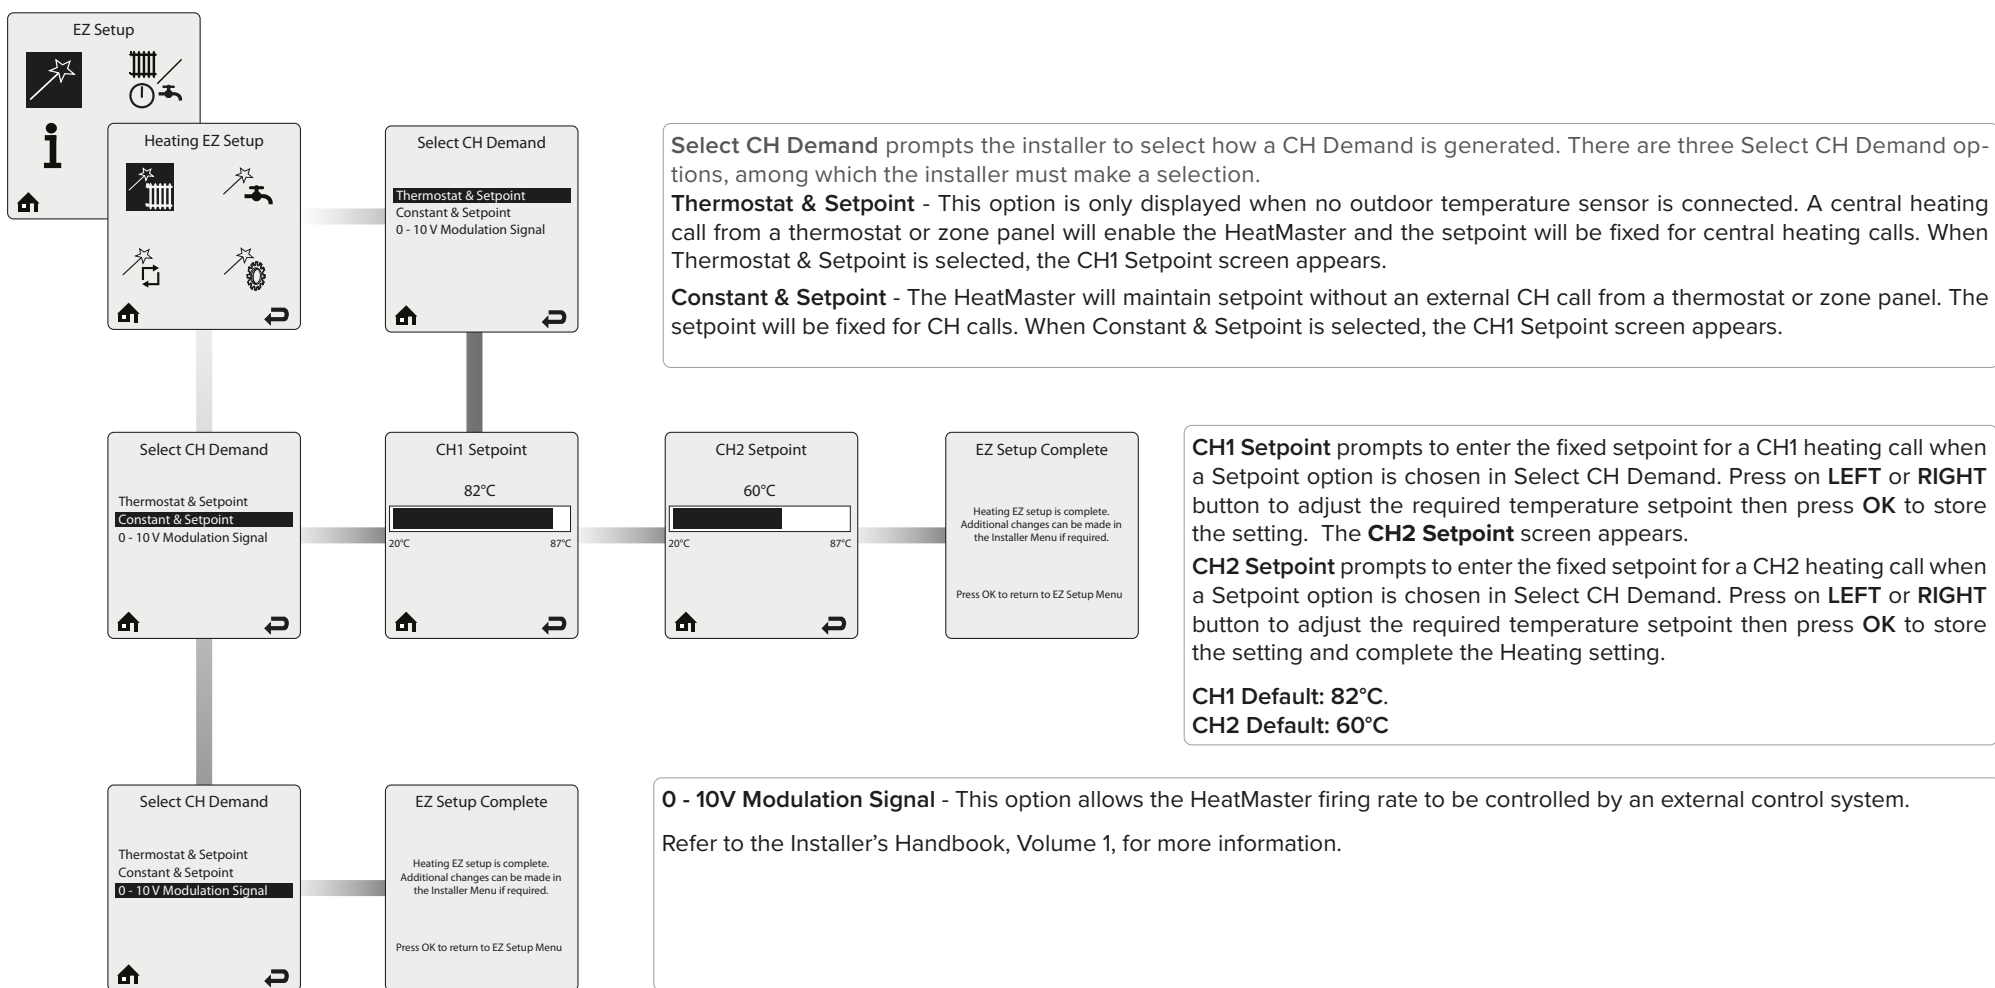 EZ Setup
Heating EZ Setup
Select CH Demand
Thermostat & Setpoint
Constant & Setpoint
0 - 10 V Modulation Signal
Select CH Demand prompts the installer to select how a CH Demand is generated. There are three Select CH Demand op-
tions, among which the installer must make a selection.
Thermostat & Setpoint - This option is only displayed when no outdoor temperature sensor is connected. A central heating
call from a thermostat or zone panel will enable the HeatMaster and the setpoint will be fixed for central heating calls. When
Thermostat & Setpoint is selected, the CH1 Setpoint screen appears.
Constant & Setpoint - The HeatMaster will maintain setpoint without an external CH call from a thermostat or zone panel. The
setpoint will be fixed for CH calls. When Constant & Setpoint is selected, the CH1 Setpoint screen appears.
Select CH Demand
Thermostat & Setpoint
Constant & Setpoint
0 - 10 V Modulation Signal
CH1 Setpoint
82°C
20°C 87°C
CH2 Setpoint
60°C
20°C 87°C
EZ Setup Complete
Heating EZ setup is complete.
Additional changes can be made in
the Installer Menu if required.
Press OK to return to EZ Setup Menu
CH1 Setpoint prompts to enter the fixed setpoint for a CH1 heating call when
a Setpoint option is chosen in Select CH Demand. Press on LEFT or RIGHT
button to adjust the required temperature setpoint then press OK to store
the setting. The CH2 Setpoint screen appears.
CH2 Setpoint prompts to enter the fixed setpoint for a CH2 heating call when
a Setpoint option is chosen in Select CH Demand. Press on LEFT or RIGHT
button to adjust the required temperature setpoint then press OK to store
the setting and complete the Heating setting.
CH1 Default: 82°C.
CH2 Default: 60°C
Select CH Demand
Thermostat & Setpoint
Constant & Setpoint
0 - 10 V Modulation Signal
EZ Setup Complete
Heating EZ setup is complete.
Additional changes can be made in
the Installer Menu if required.
Press OK to return to EZ Setup Menu
0 - 10V Modulation Signal - This option allows the HeatMaster firing rate to be controlled by an external control system.
Refer to the Installer's Handbook, Volume 1, for more information.